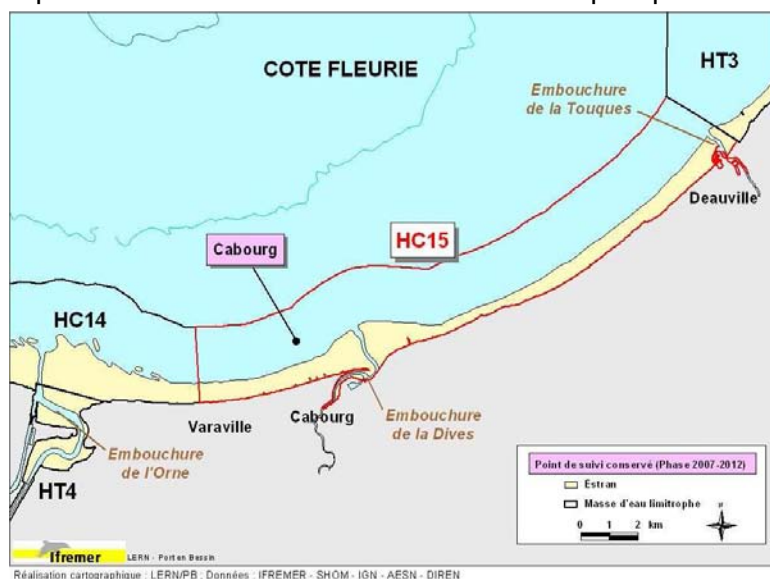 COTE FLEURIE
HT3
Embouchure
de la Touques
Deauville
HC15
Cabourg
HC14
Cabourg
Varaville
Embouchure
de la Dives
Embouchure
de l'Orne
HT4
Point de suivi conservé (Phase 2007-2012)
Estran
Masse d'eau limitrophe
0 1 2 km
N
Ifremer LERN - Port en Bessin
Réalisation cartographique : LERN/PB ; Données : IFREMER - SHOM - IGN - AESN - DIREN